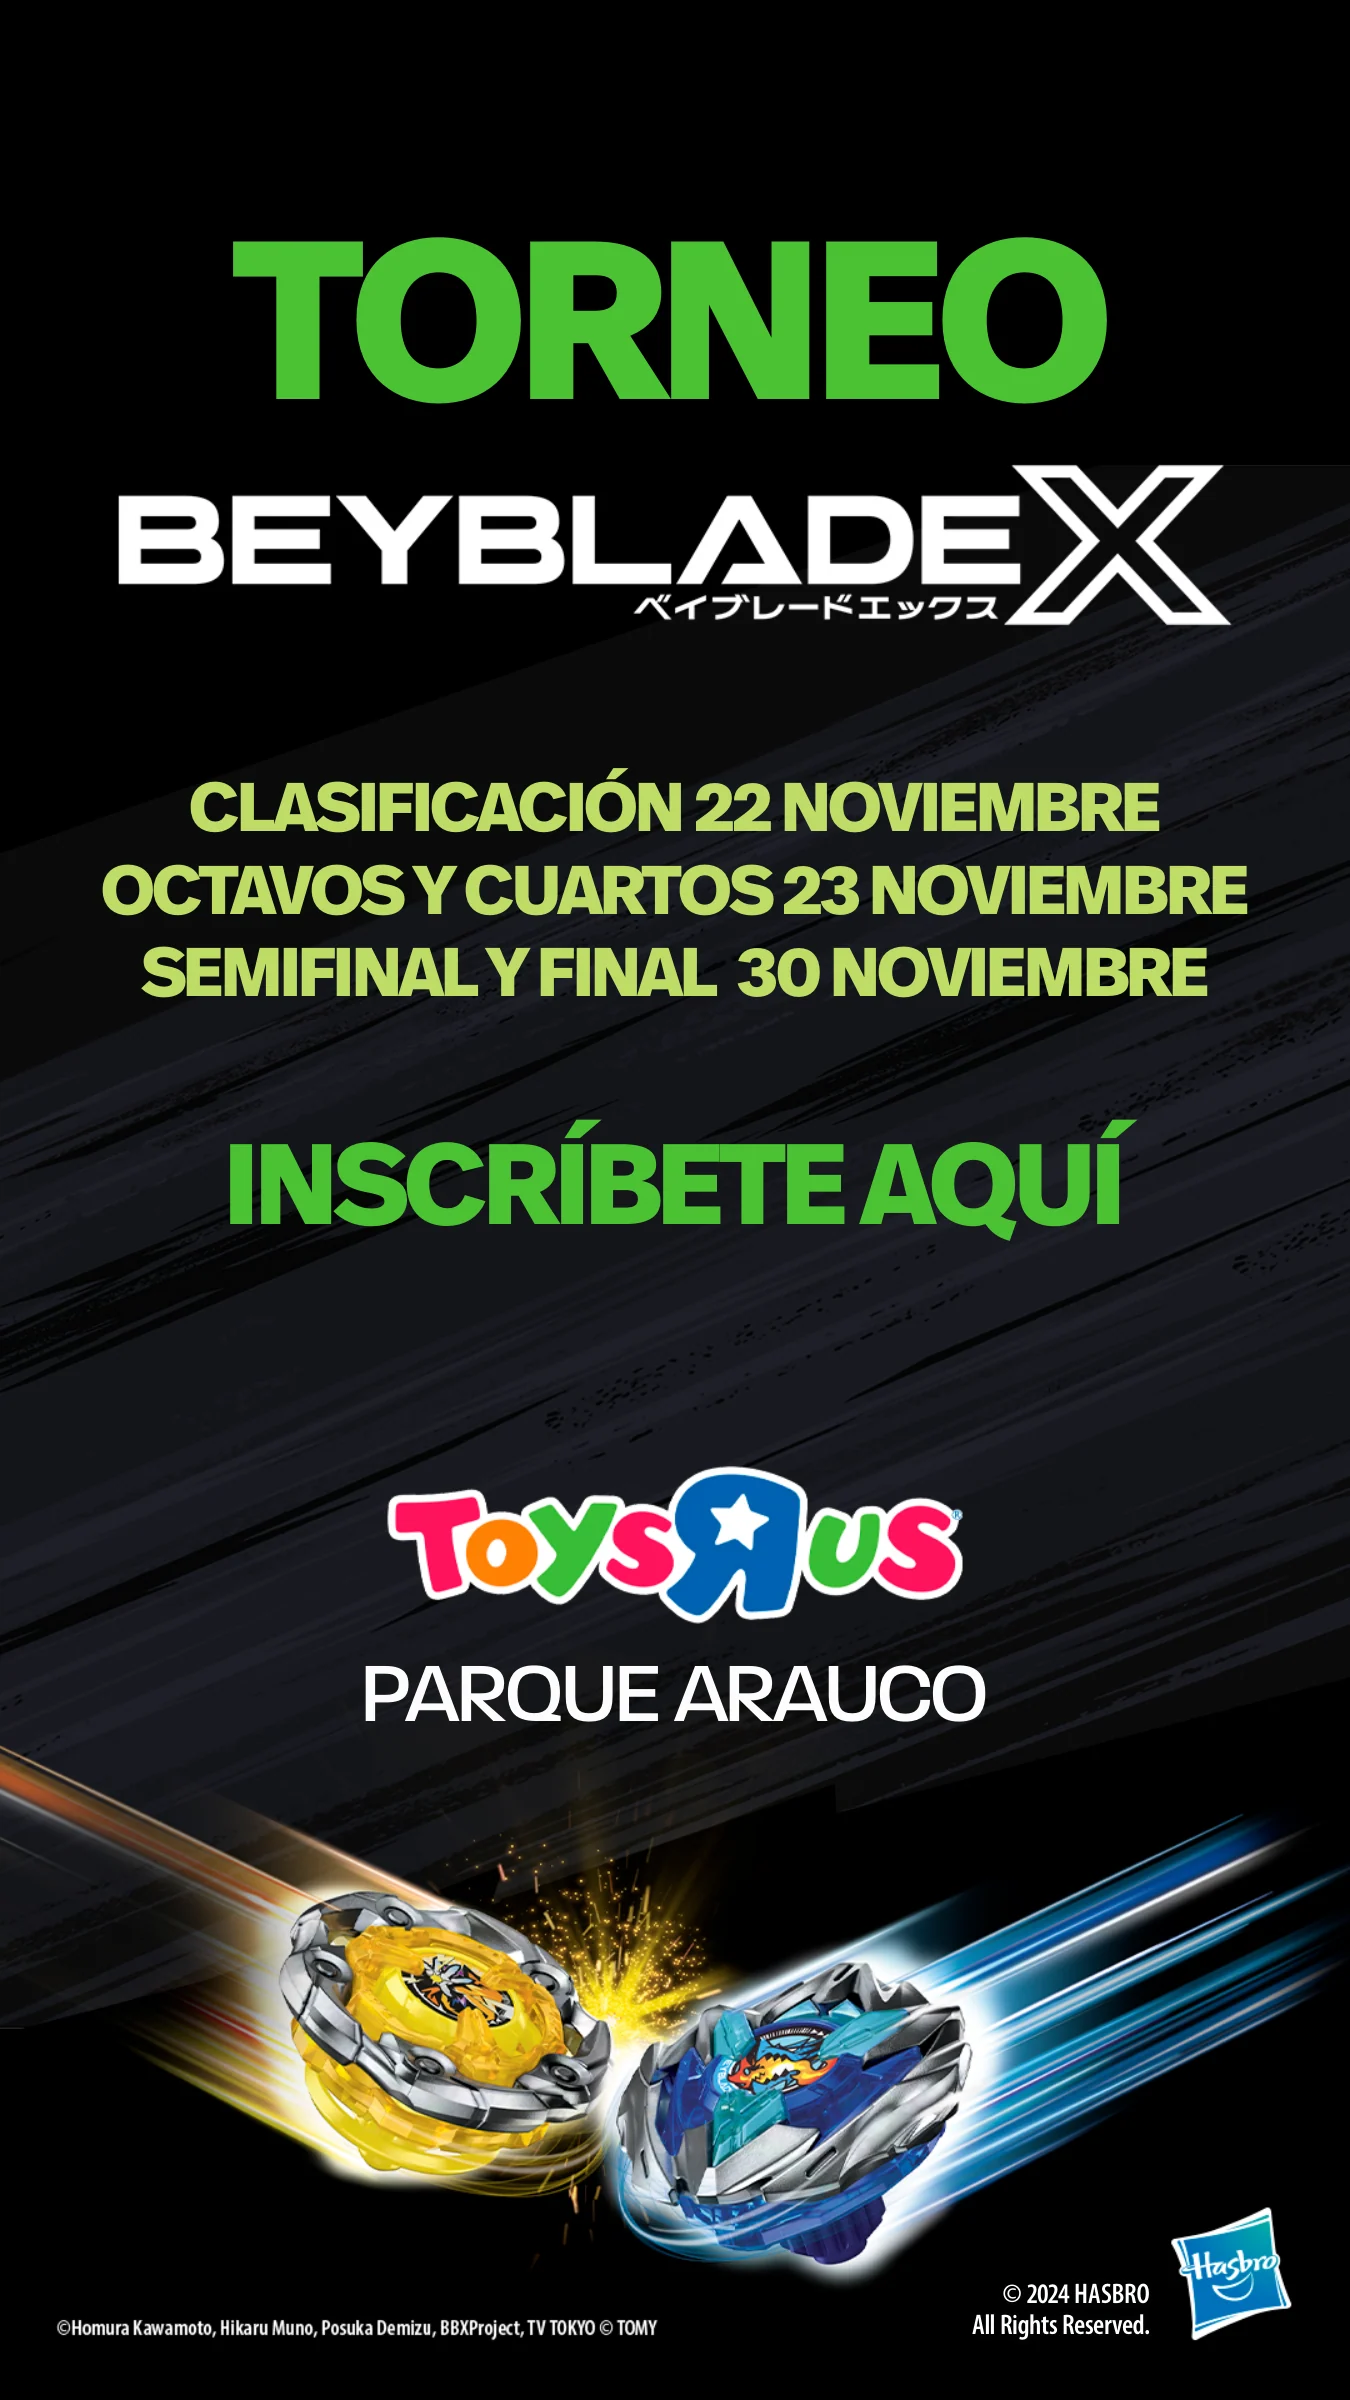 TORNEO
BEYBLADE X
ベイブレードエックス
CLASIFICACIÓN 22 NOVIEMBRE
OCTAVOS Y CUARTOS 23 NOVIEMBRE
SEMIFINAL Y FINAL 30 NOVIEMBRE
INSCRÍBETE AQUÍ
TOYSЯUS®
PARQUE ARAUCO
Hasbro
© 2024 HASBRO
All Rights Reserved.
©Homura Kawamoto, Hikaru Muno, Posuka Demizu, BBXProject, TV TOKYO © TOMY